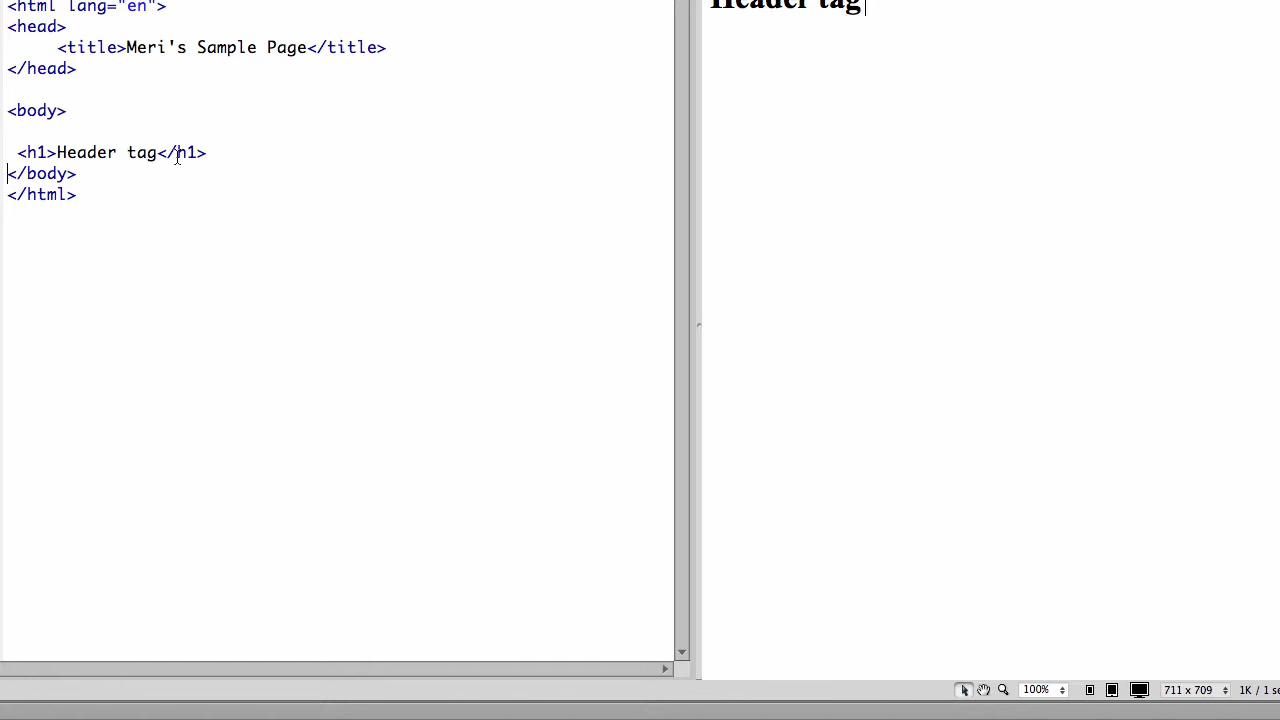 <html lang="en">
<head>
<title>Meri's Sample Page</title>
</head>
<body>
<h1>Header tag</h1>
</body>
</html>
Header tag
100%
711 x 709
1K / 1 se